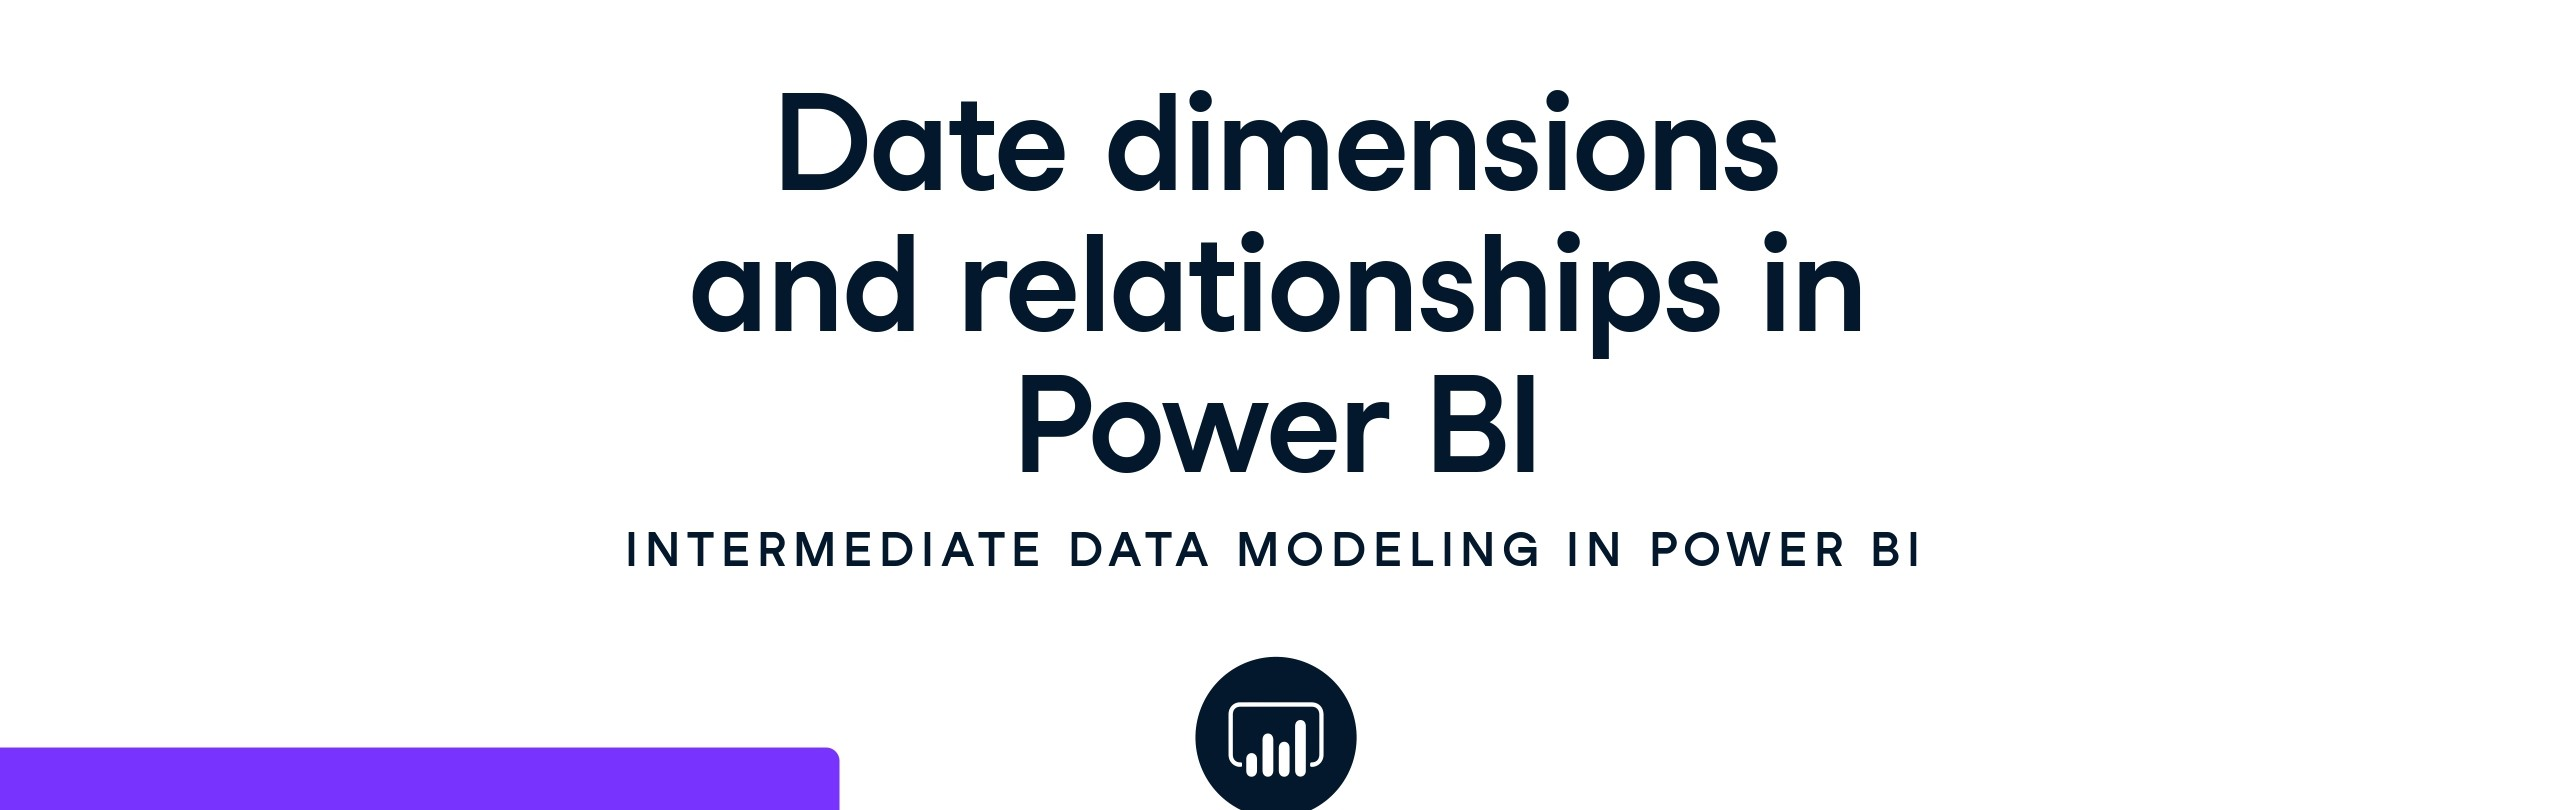 Date dimensions
and relationships in
Power BI
INTERMEDIATE DATA MODELING IN POWER BI